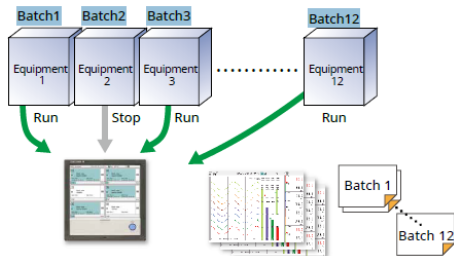 Batch1
Batch2
Batch3
Batch12
Equipment
1
Equipment
2
Equipment
3
Equipment
12
Run
Stop
Run
Run
Batch 1
Batch 12